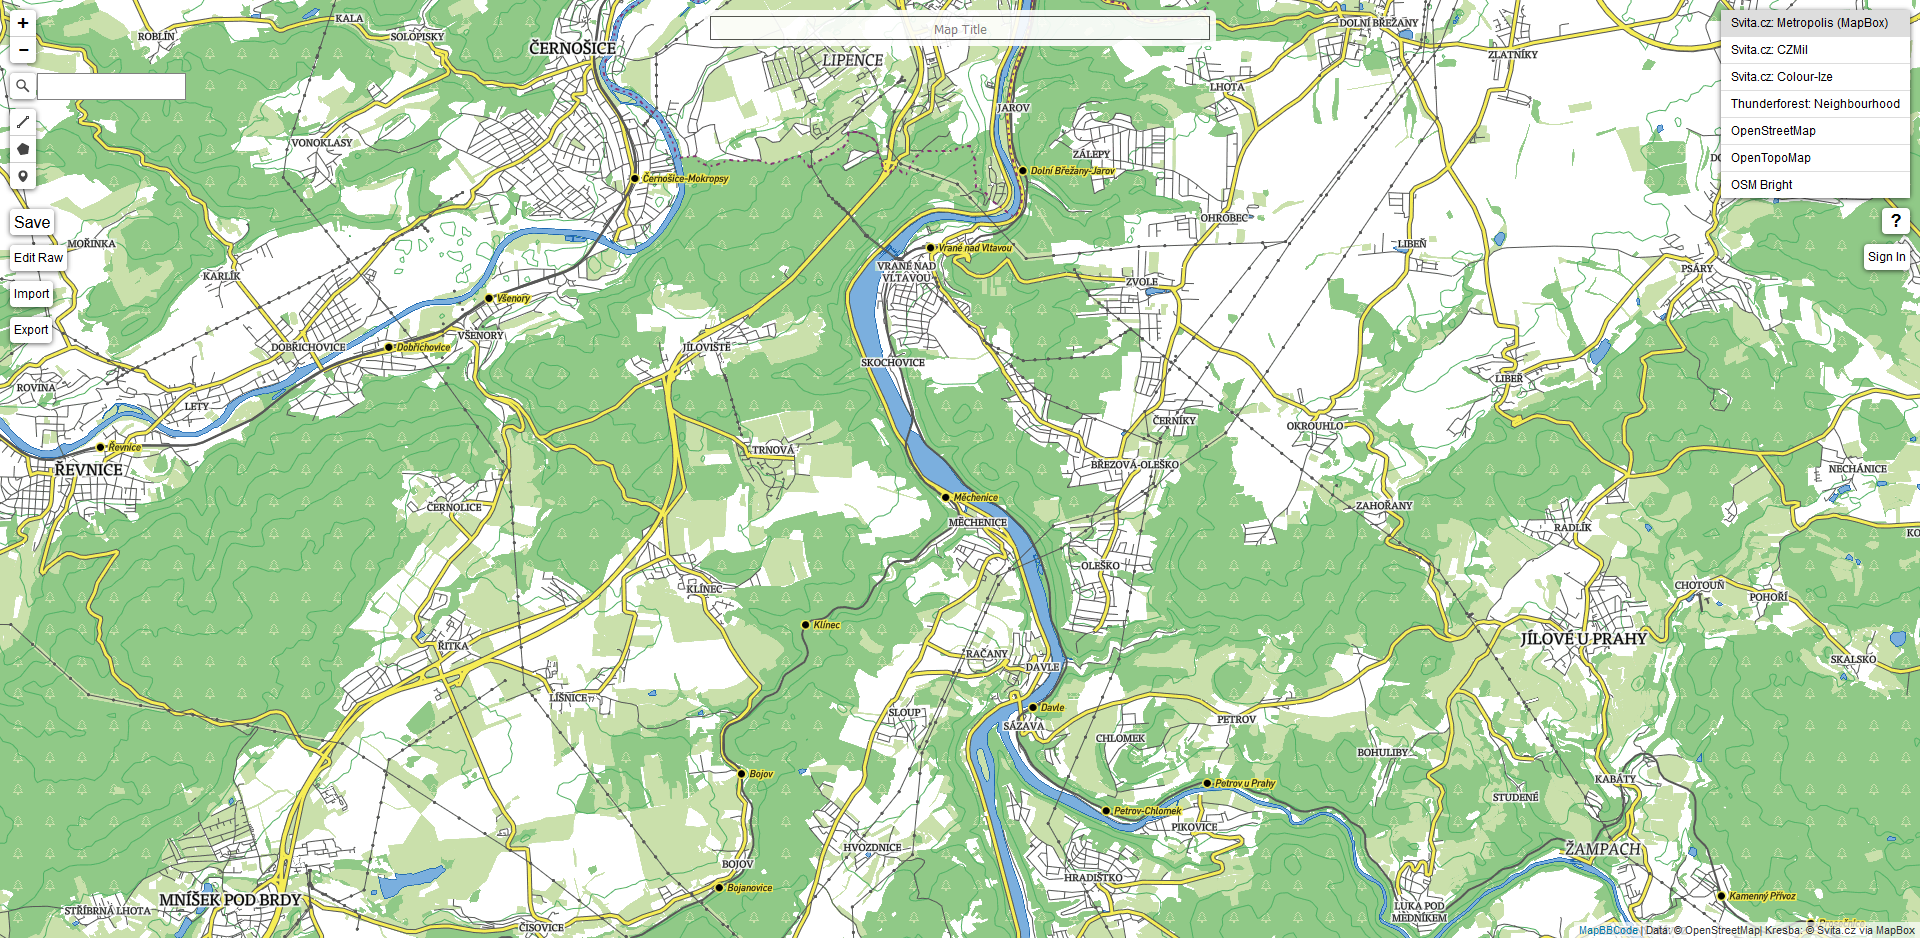 +
−
Save
Edit Raw
Import
Export
Map Title
Svita.cz: Metropolis (MapBox)
Svita.cz: CZMil
Svita.cz: Colour-Ize
Thunderforest: Neighbourhood
OpenStreetMap
OpenTopoMap
OSM Bright
?
Sign In
KALA
ROBLÍN
SOLOPISKY
ČERNOŠICE
LIPENCE
DOLNÍ BŘEŽANY
ZLATNÍKY
LHOTA
JAROV
VONOKLASY
ZÁLEPY
Dolní Břežany-Jarov
Černošice-Mokropsy
OHROBEC
MOŘINKA
LIBEŇ
Vrané nad Vltavou
VRANÉ NAD
VLTAVOU
KARLÍK
PSÁRY
ZVOLE
Všenory
VŠENORY
DOBŘICHOVICE
Dobřichovice
JÍLOVIŠTĚ
SKOCHOVICE
LIBEŘ
ROVINA
LETY
ČERNÍKY
OKROUHLO
Řevnice
ŘEVNICE
TRNOVÁ
BŘEZOVÁ-OLEŠKO
NECHÁNICE
Měchenice
ČERNOLICE
ZAHOŘANY
MĚCHENICE
RADLÍK
OLEŠKO
KLÍNEC
CHOTOUŇ
POHOŘÍ
Klínec
JÍLOVÉ U PRAHY
ŘITKA
RAČANY
DAVLE
SKALSKO
LÍŠNICE
Davle
SLOUP
PETROV
SÁZAVA
CHLOMEK
BOHULIBY
Bojov
KABÁTY
Petrov u Prahy
STUDENÉ
Petrov-Chlomek
PIKOVICE
HVOZDNICE
ŽAMPACH
BOJOV
HRADIŠTKO
Bojanovice
MNÍŠEK POD BRDY
Kamenný Přívoz
STŘÍBRNÁ LHOTA
LUKA POD
MEDNÍKEM
ČISOVICE
MapBBCode | Data: © OpenStreetMap| Kresba: © Svita.cz via MapBox